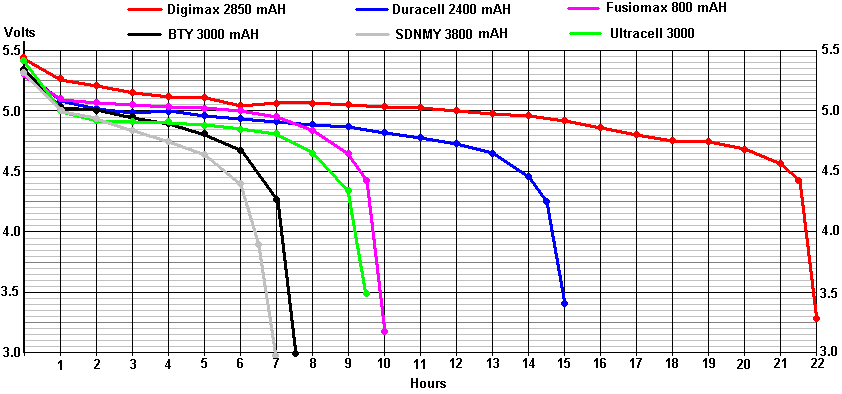 Digimax 2850 mAH Duracell 2400 mAH Fusiomax 800 mAH
Volts BTY 3000 mAH SDNMY 3800 mAH Ultracell 3000
5.5 5.5
5.0 5.0
4.5 4.5
4.0 4.0
3.5 3.5
3.0 3.0
1 2 3 4 5 6 7 8 9 10 11 12 13 14 15 16 17 18 19 20 21 22
Hours